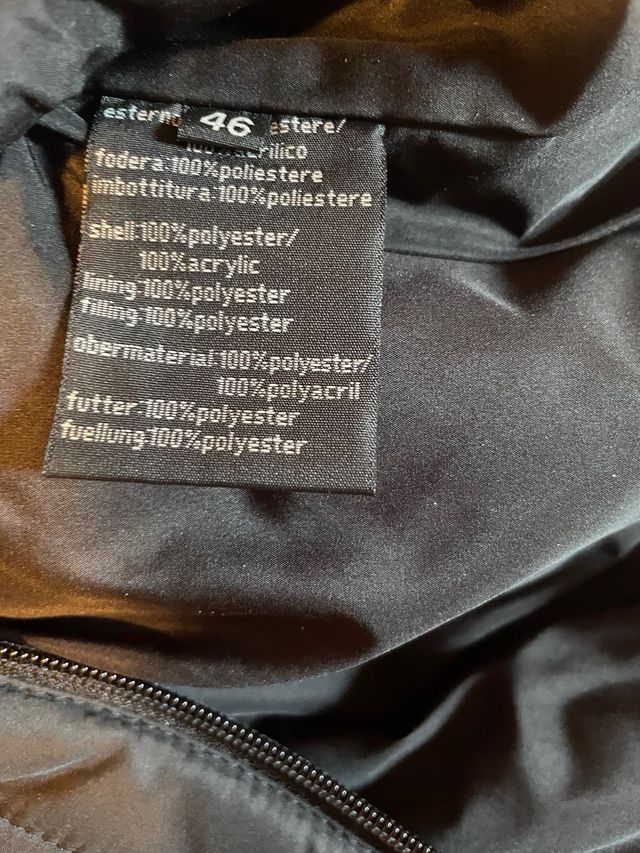 46
fodera:100%poliestere
imbottitura:100%poliestere
shell:100%polyester/
100%acrylic
lining:100%polyester
filling:100%polyester
obermaterial:100%polyester/
100%polyacril
futter:100%polyester
fuellung:100%polyester